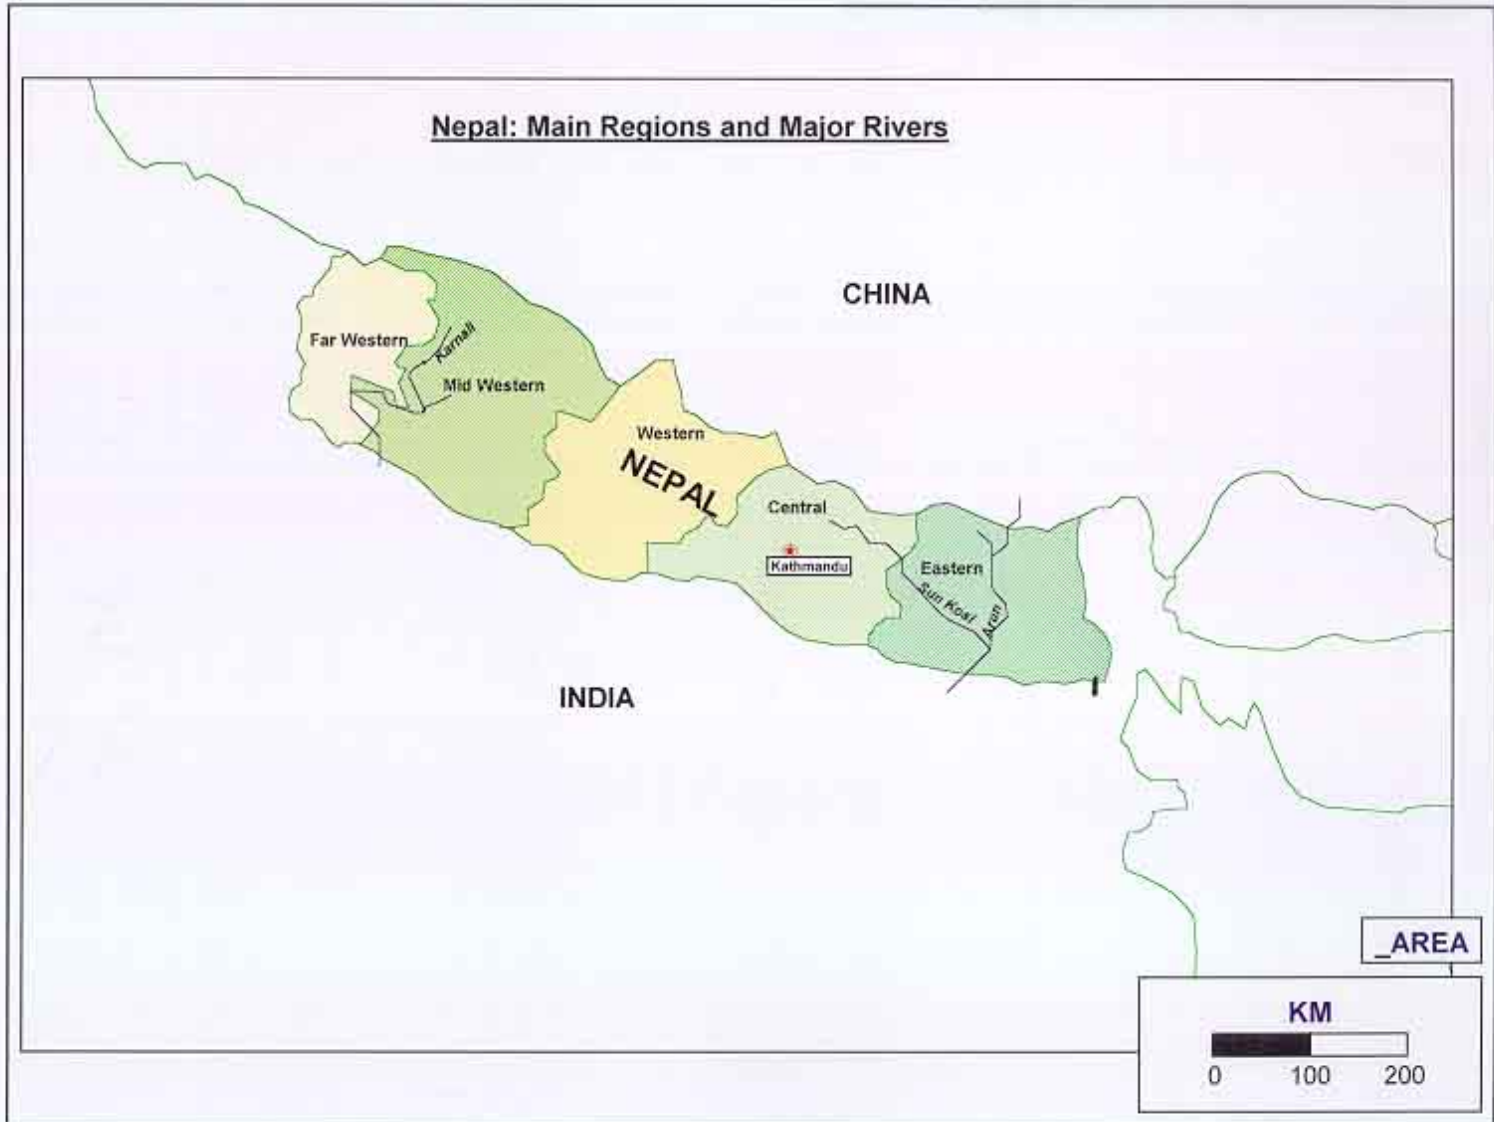 Nepal: Main Regions and Major Rivers
CHINA
Far Western
Karnali
Mid Western
Western
NEPAL
Central
Kathmandu
Eastern
Sun Kosi
Arun
INDIA
_AREA
KM
0 100 200